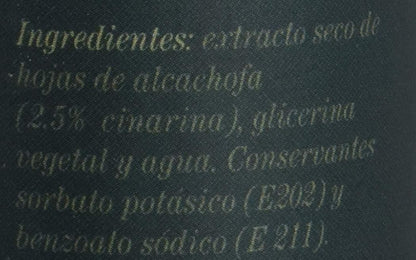 Ingredientes: extracto seco de
hojas de alcachofa
(2.5% cinarina), glicerina
vegetal y agua. Conservantes
sorbato potásico (E202) y
benzoato sódico (E 211).